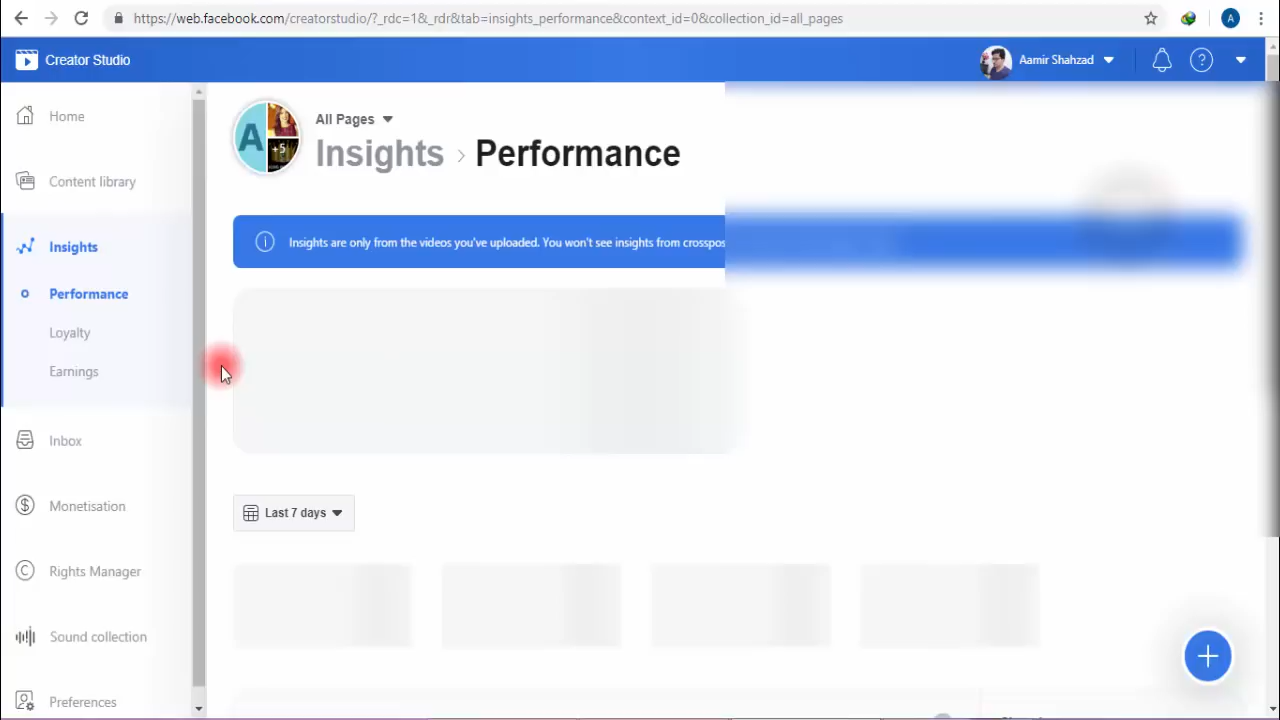 https://web.facebook.com/creatorstudio/?_rdc=1&_rdr&tab=insights_performance&context_id=0&collection_id=all_pages
A
Creator Studio
Aamir Shahzad
?
Home
Content library
Insights
Performance
Loyalty
Earnings
Inbox
Monetisation
Rights Manager
Sound collection
Preferences
A
+5
All Pages
Insights > Performance
Insights are only from the videos you've uploaded. You won't see insights from
Last 7 days